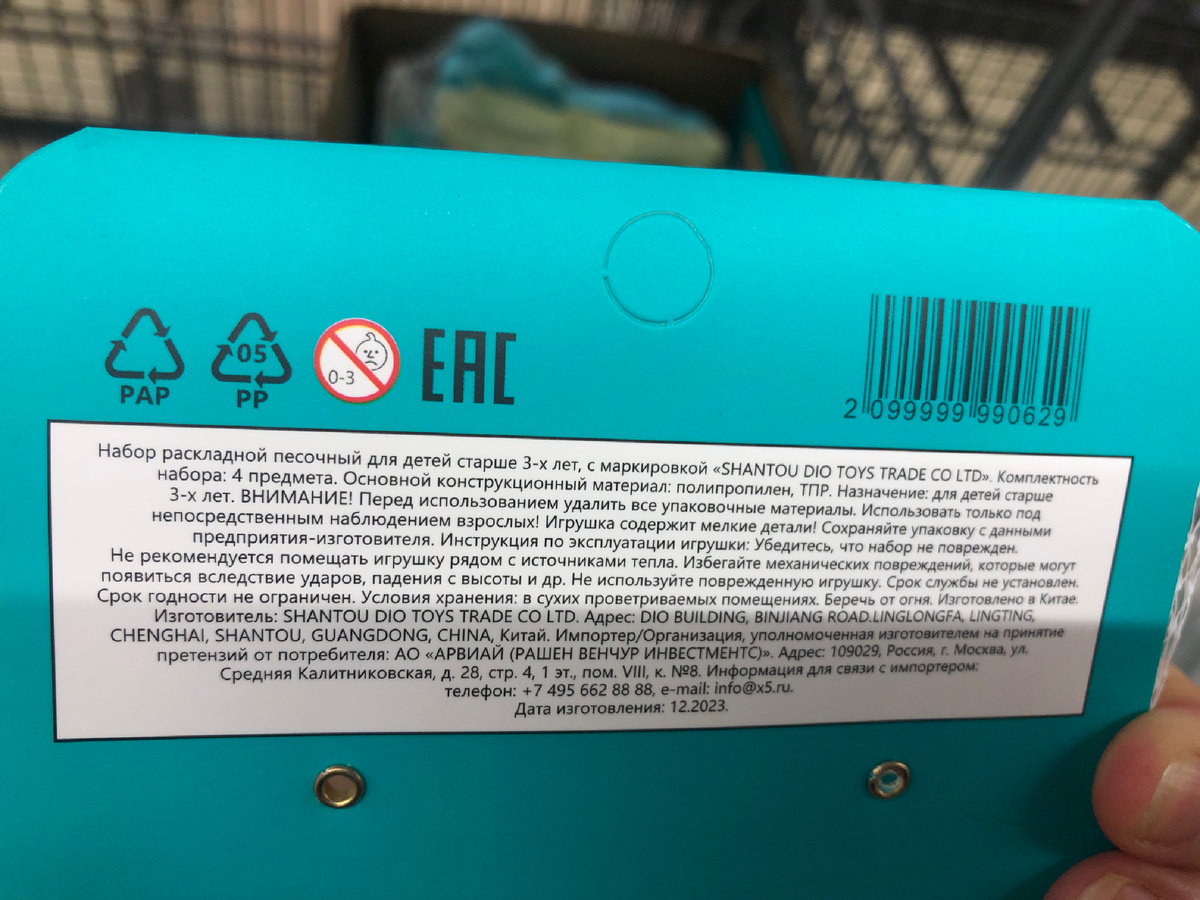 PAP
05
PP
0-3
EAC
2 099999 990629
Набор раскладной песочный для детей старше 3-х лет, с маркировкой «SHANTOU DIO TOYS TRADE CO LTD». Комплектность
набора: 4 предмета. Основной конструкционный материал: полипропилен, ТПР. Назначение: для детей старше
3-х лет. ВНИМАНИЕ! Перед использованием удалить все упаковочные материалы. Использовать только под
непосредственным наблюдением взрослых! Игрушка содержит мелкие детали! Сохраняйте упаковку с данными
предприятия-изготовителя. Инструкция по эксплуатации игрушки: Убедитесь, что набор не поврежден.
Не рекомендуется помещать игрушку рядом с источниками тепла. Избегайте механических повреждений, которые могут
появиться вследствие ударов, падения с высоты и др. Не используйте поврежденную игрушку. Срок службы не установлен.
Срок годности не ограничен. Условия хранения: в сухих проветриваемых помещениях. Беречь от огня. Изготовлено в Китае.
Изготовитель: SHANTOU DIO TOYS TRADE CO LTD. Адрес: DIO BUILDING, BINJIANG ROAD.LINGLONGFA, LINGTING,
CHENGHAI, SHANTOU, GUANGDONG, CHINA, Китай. Импортер/Организация, уполномоченная изготовителем на принятие
претензий от потребителя: АО «АРВИАЙ (РАШЕН ВЕНЧУР ИНВЕСТМЕНТС)». Адрес: 109029, Россия, г. Москва, ул.
Средняя Калитниковская, д. 28, стр. 4, 1 эт., пом. VIII, к. №8. Информация для связи с импортером:
телефон: +7 495 662 88 88, e-mail: info@x5.ru.
Дата изготовления: 12.2023.